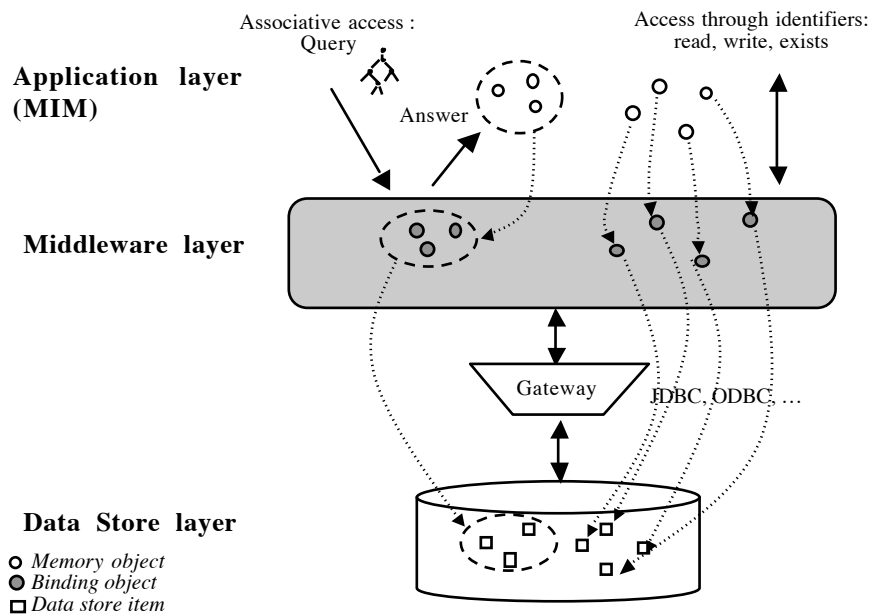 Associative access :
Query
Access through identifiers:
read, write, exists
Application layer
(MIM)
Answer
Middleware layer
Gateway
JDBC, ODBC, …
Data Store layer
Memory object
Binding object
Data store item